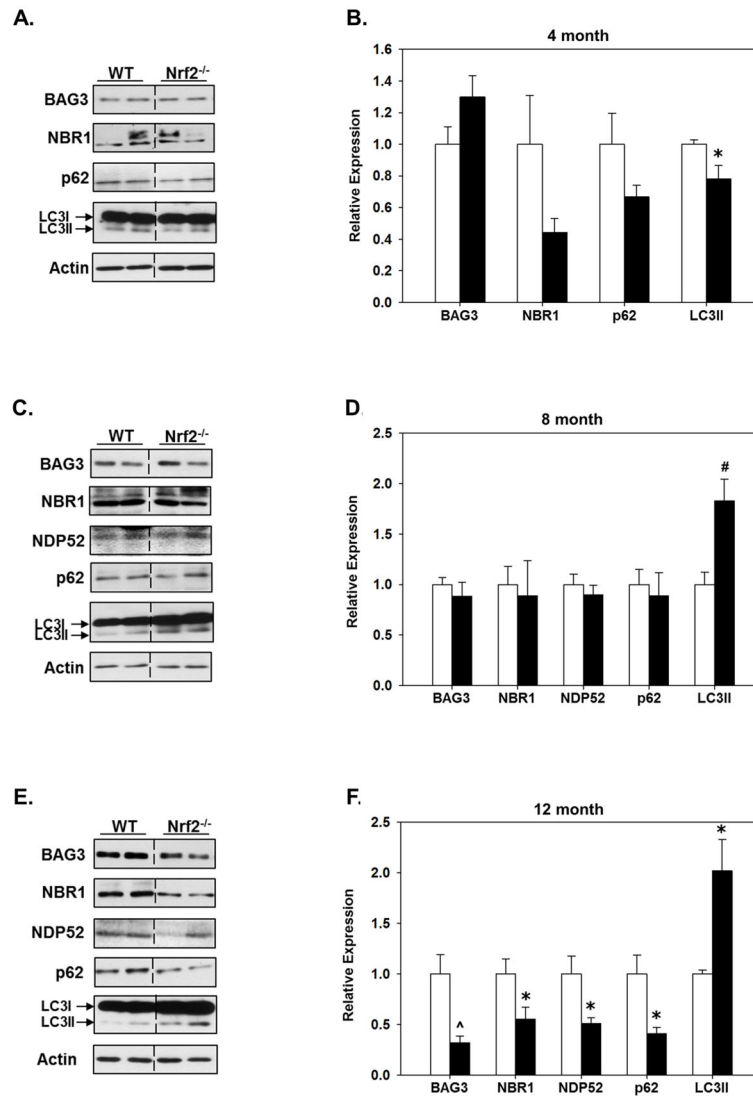 A.
WT Nrf2-/-
BAG3
NBR1
p62
LC3I
LC3II
Actin
B.
4 month
Relative Expression
1.6
1.4
1.2
1.0
0.8
0.6
0.4
0.2
0.0
*
BAG3 NBR1 p62 LC3II
C.
WT Nrf2-/-
BAG3
NBR1
NDP52
p62
LC3I
LC3II
Actin
D.
8 month
Relative Expression
2.5
2.0
1.5
1.0
0.5
0.0
#
BAG3 NBR1 NDP52 p62 LC3II
E.
WT Nrf2-/-
BAG3
NBR1
NDP52
p62
LC3I
LC3II
Actin
F.
12 month
Relative Expression
2.5
2.0
1.5
1.0
0.5
0.0
^ * * * *
BAG3 NBR1 NDP52 p62 LC3II